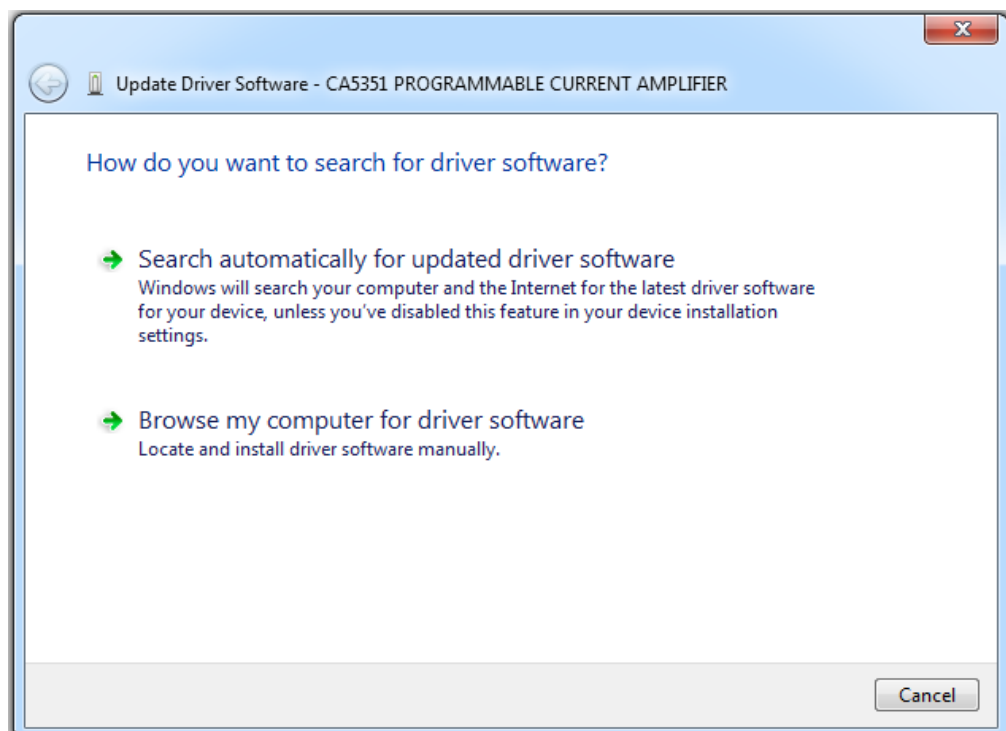 Update Driver Software - CA5351 PROGRAMMABLE CURRENT AMPLIFIER
How do you want to search for driver software?
Search automatically for updated driver software
Windows will search your computer and the Internet for the latest driver software
for your device, unless you've disabled this feature in your device installation
settings.
Browse my computer for driver software
Locate and install driver software manually.
Cancel